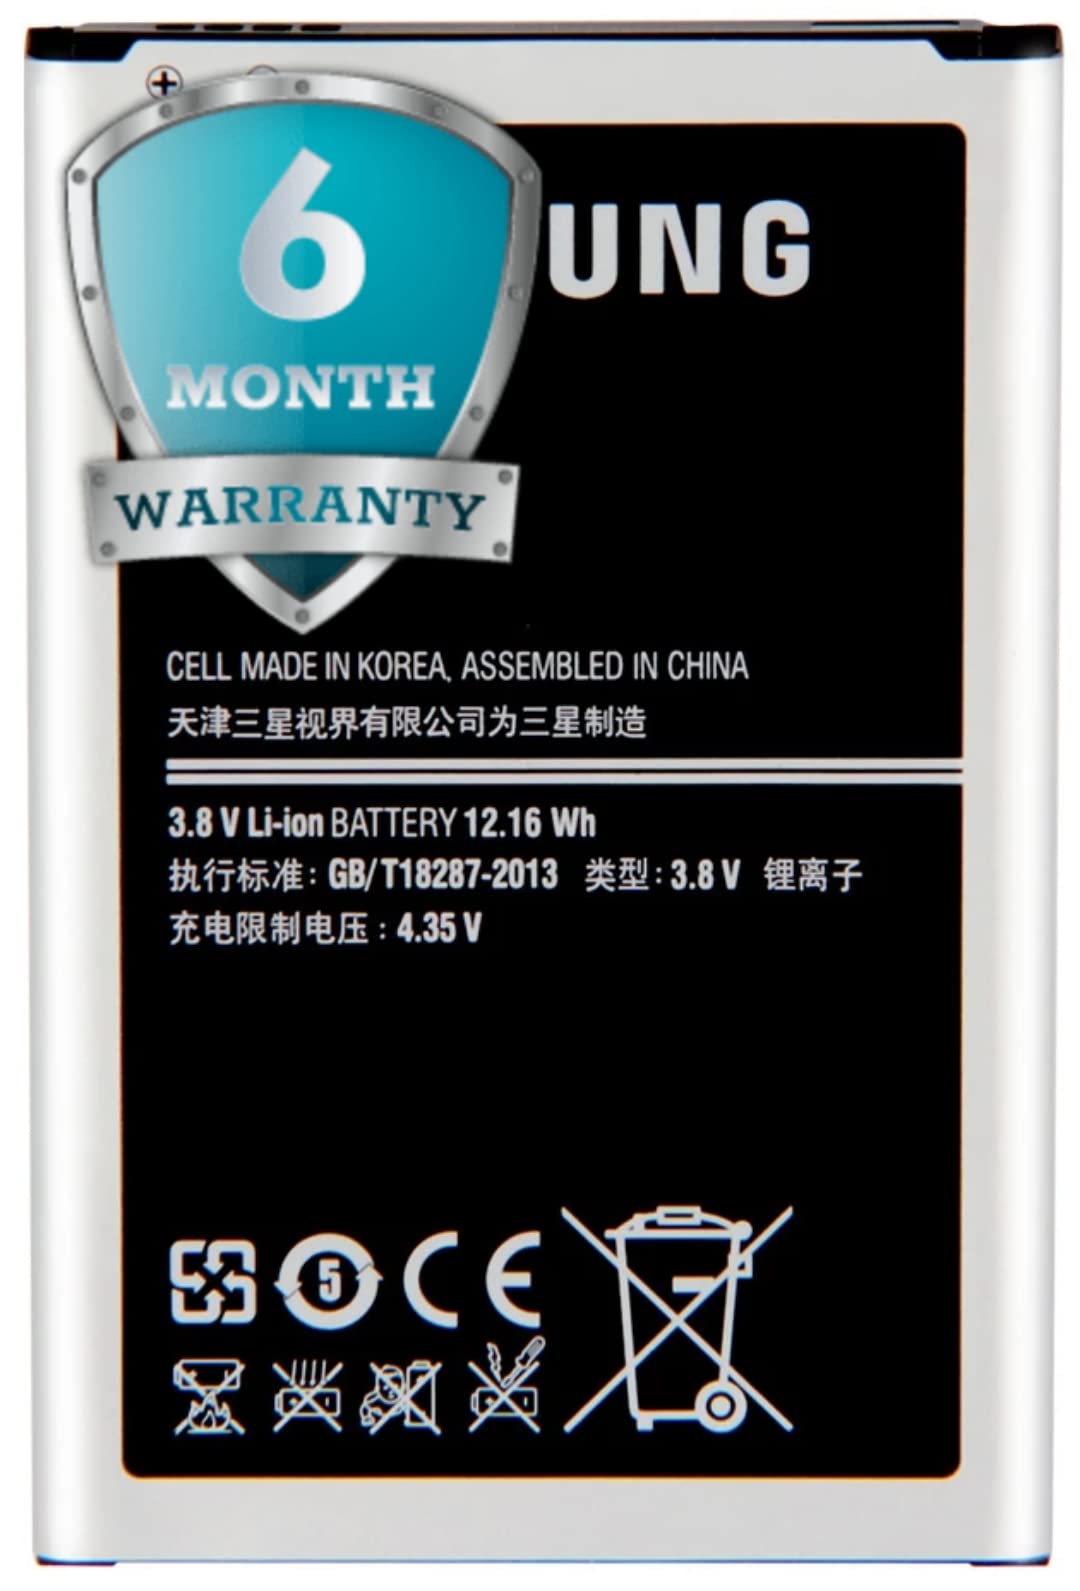 6
MONTH
WARRANTY
UNG
CELL MADE IN KOREA, ASSEMBLED IN CHINA
天津三星视界有限公司为三星制造
3.8 V Li-ion BATTERY 12.16 Wh
执行标准: GB/T18287-2013 类型: 3.8 V 锂离子
充电限制电压: 4.35 V
5 CE